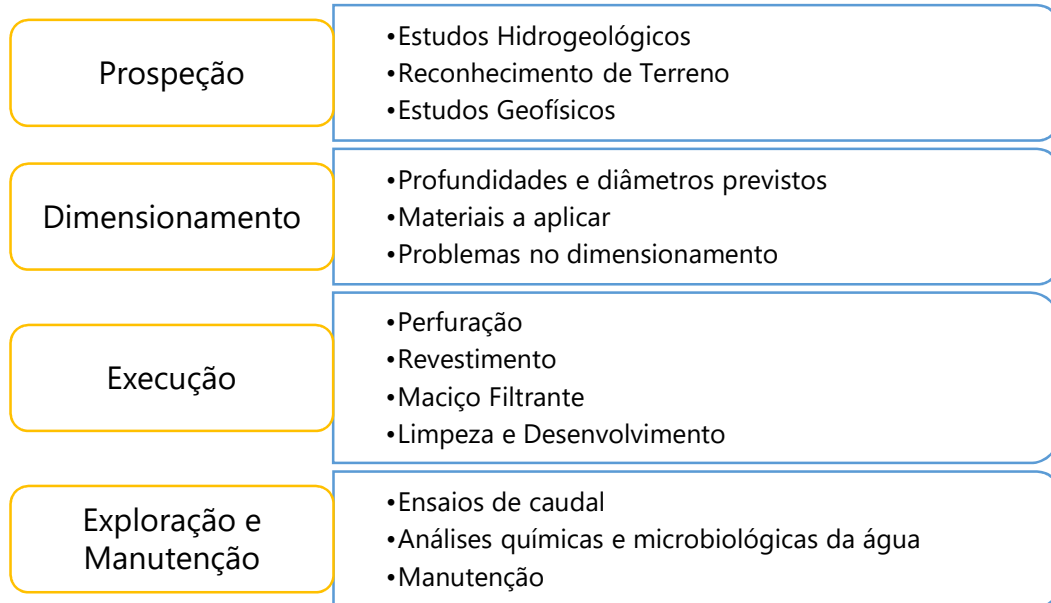 Prospeção
•Estudos Hidrogeológicos
•Reconhecimento de Terreno
•Estudos Geofísicos
Dimensionamento
•Profundidades e diâmetros previstos
•Materiais a aplicar
•Problemas no dimensionamento
Execução
•Perfuração
•Revestimento
•Maciço Filtrante
•Limpeza e Desenvolvimento
Exploração e
Manutenção
•Ensaios de caudal
•Análises químicas e microbiológicas da água
•Manutenção